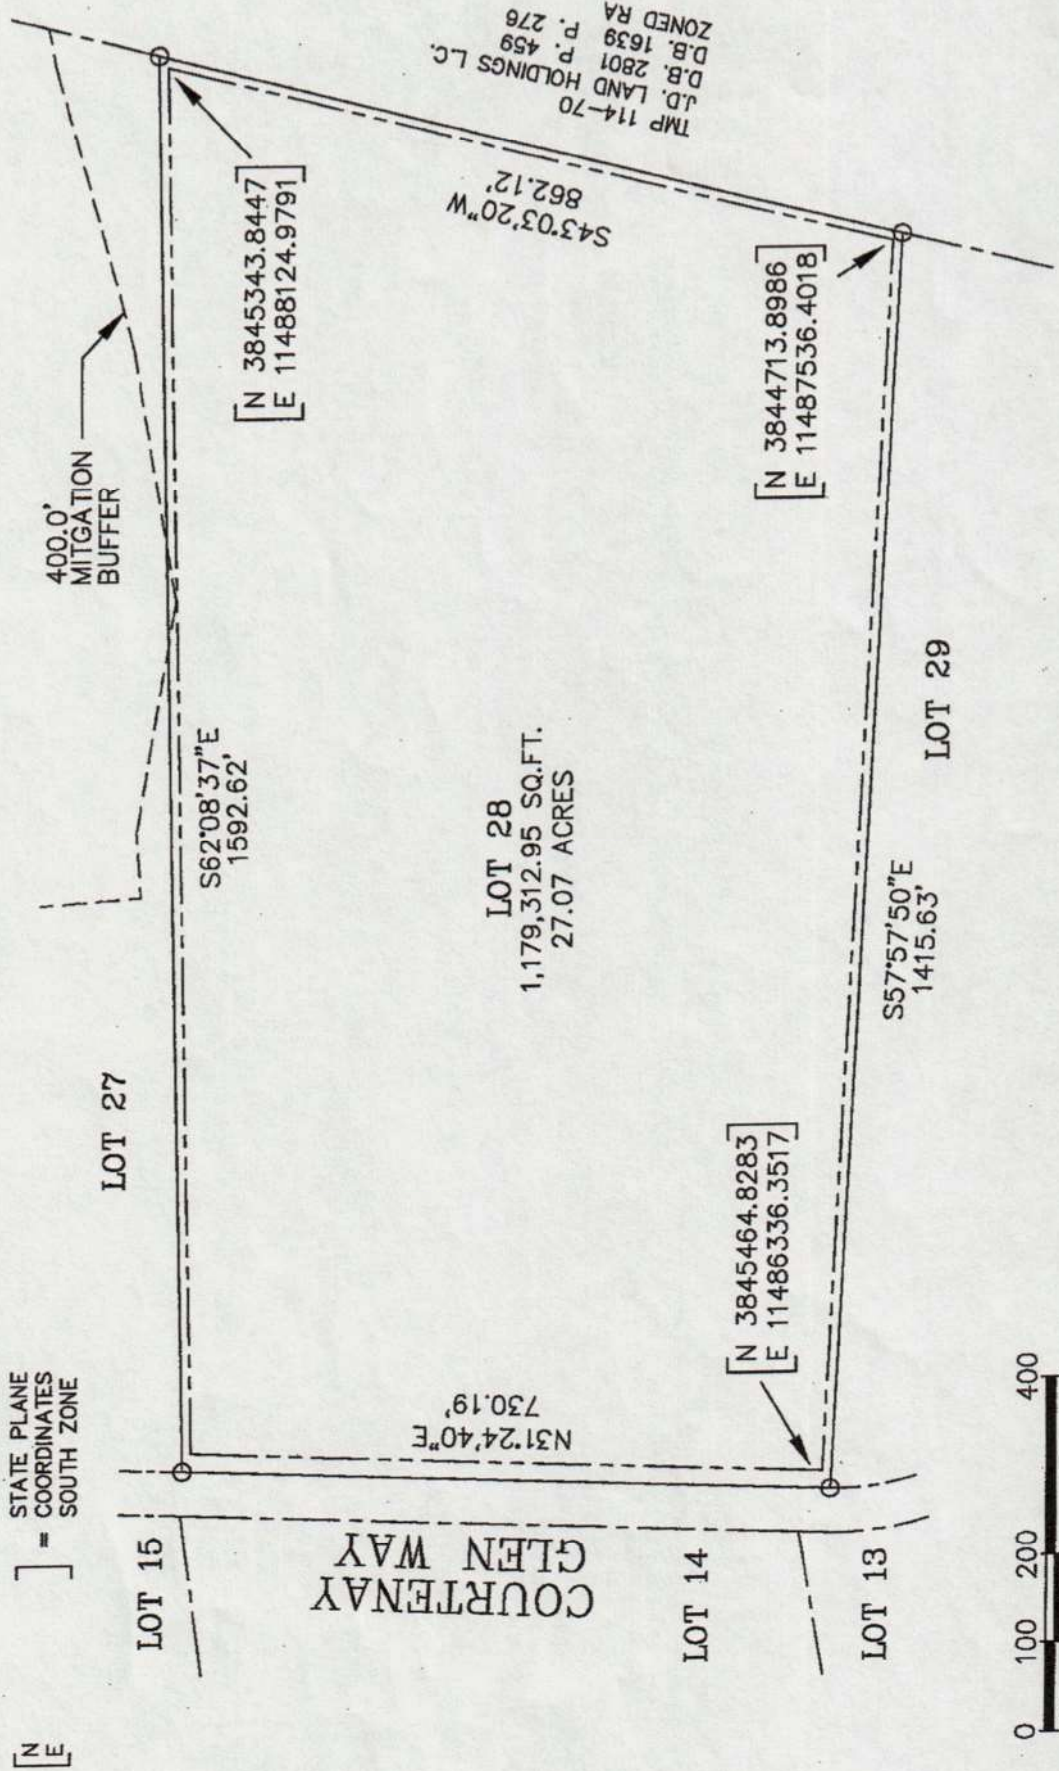 [N
E
] = STATE PLANE
COORDINATES
SOUTH ZONE
LOT 15
LOT 27
400.0'
MITGATION
BUFFER
S62°08'37"E
1592.62'
[N 3845343.8447]
[E 11488124.9791]
TMP 114-70
J.D. LAND HOLDINGS L.C.
D.B. 2801 P. 459
D.B. 1639 P. 276
ZONED RA
S43°03'20"W
862.12'
COURTENAY
GLEN WAY
N31°24'40"E
730.19'
LOT 28
1,179,312.95 SQ.FT.
27.07 ACRES
LOT 14
[N 3845464.8283]
[E 11486336.3517]
[N 3844713.8986]
[E 11487536.4018]
LOT 13
S57°57'50"E
1415.63'
LOT 29
0 100 200 400